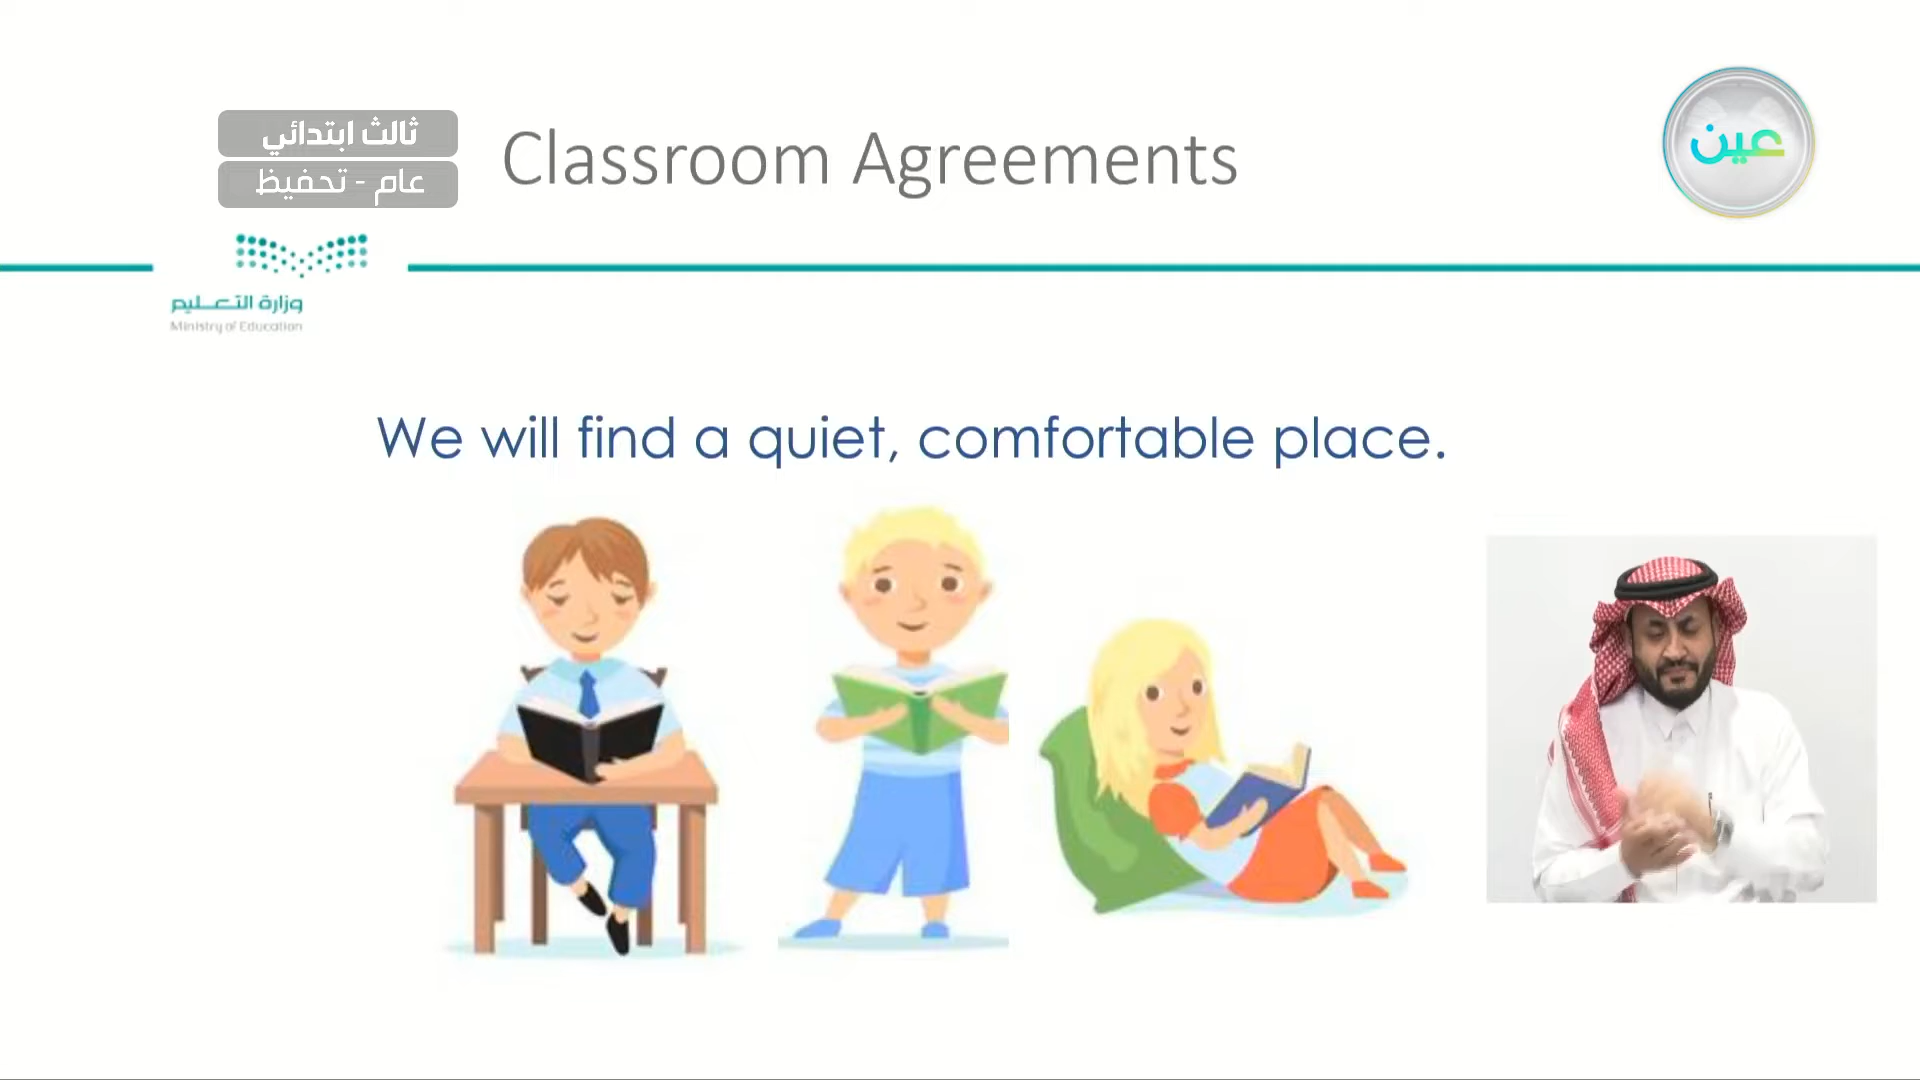 ثالث ابتدائي
عام - تحفيظ
Classroom Agreements
عين
وزارة التعليم
Ministry of Education
We will find a quiet, comfortable place.